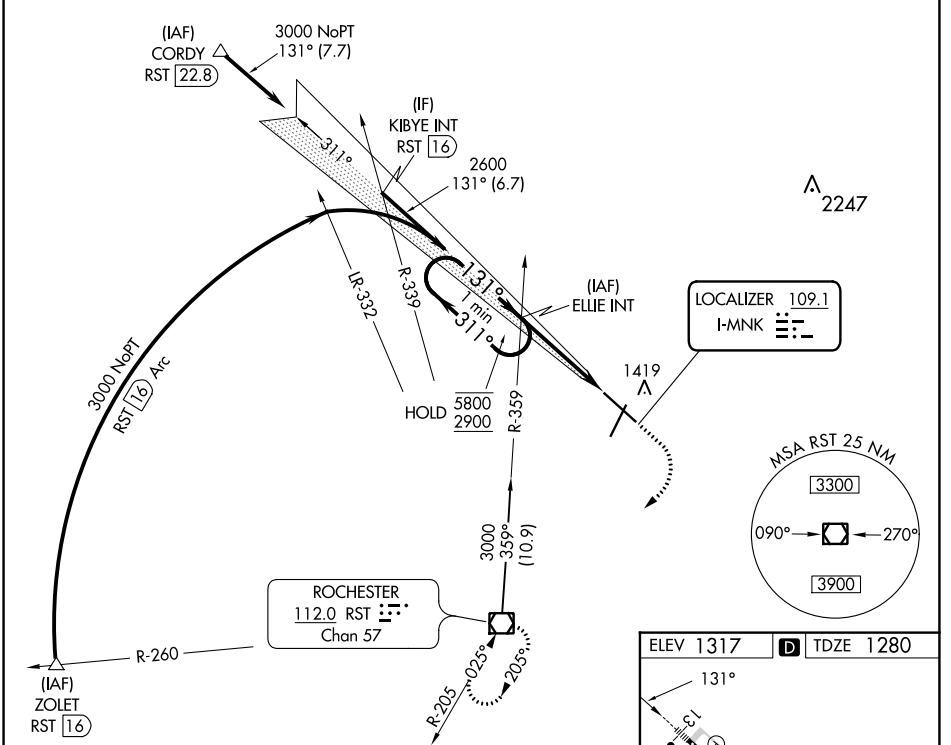 (IAF)
CORDY
RST 22.8
3000 NoPT
131° (7.7)
311°
(IF)
KIBYE INT
RST 16
2600
131° (6.7)
2247
LR-332
R-339
131°
1 min
311°
(IAF)
ELLIE INT
LOCALIZER 109.1
I-MNK
1419
3000 NoPT
RST 16 Arc
HOLD
5800
2900
R-359
MSA RST 25 NM
3300
090°
270°
3900
3000
359°
(10.9)
ROCHESTER
112.0 RST
Chan 57
R-260
(IAF)
ZOLET
RST 16
R-205
025°
205°
ELEV 1317
D
TDZE 1280
131°
13